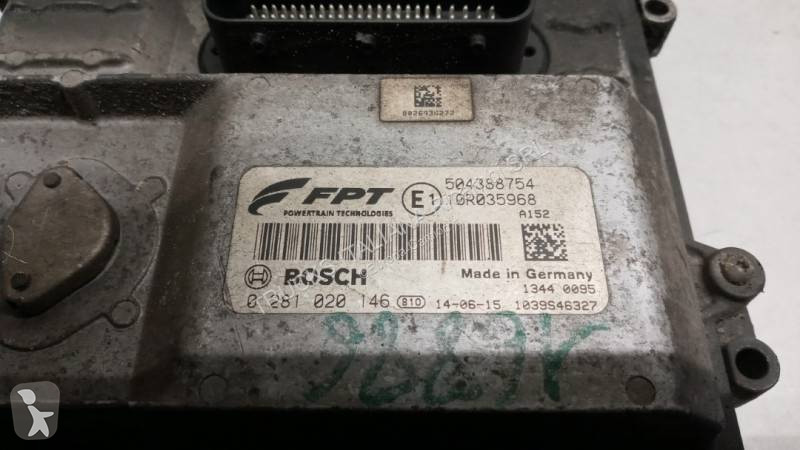 8026936272
FPT
POWERTRAIN TECHNOLOGIES
E1
504388754
10R035968
A152
BOSCH
Made in Germany
1344 0095
0 281 020 146 B10 14-06-15 1039S46327